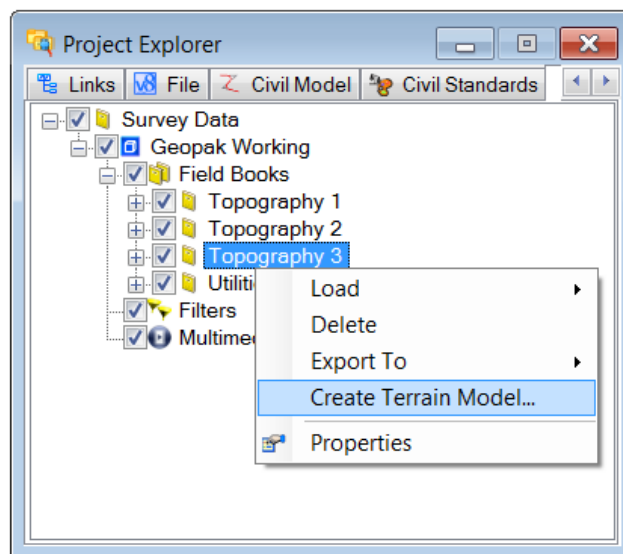 Project Explorer
Links File Civil Model Civil Standards
Survey Data
Geopak Working
Field Books
Topography 1
Topography 2
Topography 3
Filters
Load
Delete
Export To
Create Terrain Model...
Properties